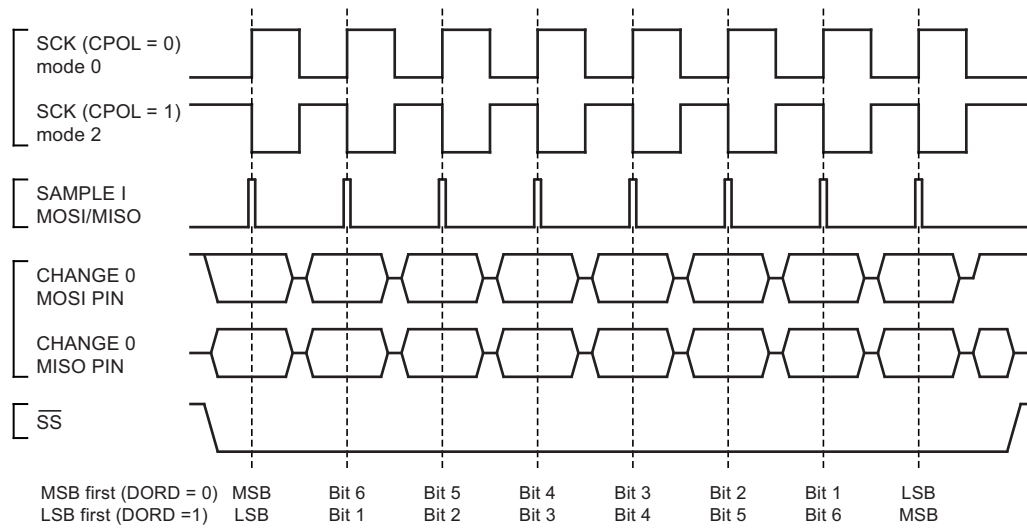 SCK (CPOL = 0)
mode 0
SCK (CPOL = 1)
mode 2
SAMPLE I
MOSI/MISO
CHANGE 0
MOSI PIN
CHANGE 0
MISO PIN
SS
MSB first (DORD = 0) MSB Bit 6 Bit 5 Bit 4 Bit 3 Bit 2 Bit 1 LSB
LSB first (DORD =1) LSB Bit 1 Bit 2 Bit 3 Bit 4 Bit 5 Bit 6 MSB